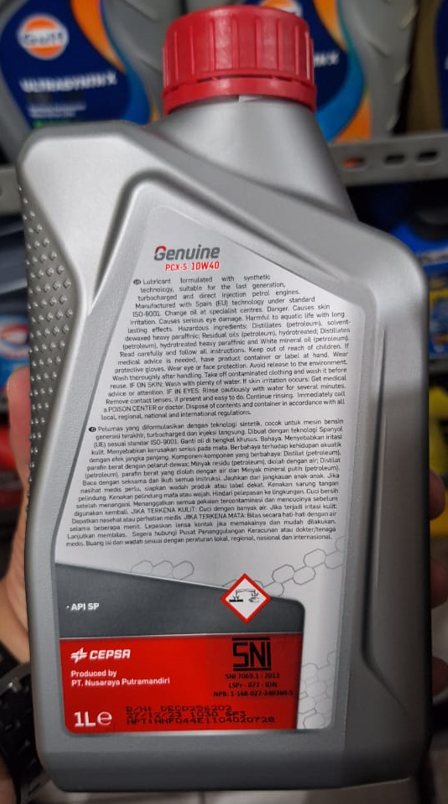 Gulf
ULTRASYNTH X
Genuine
PCX-S 10W40
Lubricant formulated with synthetic
technology, suitable for the last generation,
turbocharged and direct injection petrol engines.
Manufactured with Spain (EU) technology under standard
ISO-9001. Change oil at specialist centres. Danger. Causes skin
irritation. Causes serious eye damage. Harmful to aquatic life with long
lasting effects. Hazardous ingredients: Distillates (petroleum), solvent-
dewaxed heavy paraffinic; Residual oils (petroleum), hydrotreated; Distillates
(petroleum), hydrotreated heavy paraffinic and White mineral oil (petroleum).
Read carefully and follow all instructions. Keep out of reach of children. If
medical advice is needed, have product container or label at hand. Wear
protective gloves. Wear eye or face protection. Avoid release to the environment.
Wash thoroughly after handling. Take off contaminated clothing and wash it before
reuse. IF ON SKIN: Wash with plenty of water. If skin irritation occurs: Get medical
advice or attention. IF IN EYES: Rinse cautiously with water for several minutes.
Remove contact lenses, if present and easy to do. Continue rinsing. Immediately call
a POISON CENTER or doctor. Dispose of contents and container in accordance with all
local, regional, national and international regulations.
Pelumas yang diformulasikan dengan teknologi sintetik, cocok untuk mesin bensin
generasi terakhir, turbocharged dan injeksi langsung. Dibuat dengan teknologi Spanyol
(UE) sesuai standar ISO-9001. Ganti oli di bengkel khusus. Bahaya. Menyebabkan iritasi
kulit. Menyebabkan kerusakan serius pada mata. Berbahaya terhadap kehidupan akuatik
dengan efek jangka panjang. Komponen-komponen yang berbahaya: Distilat (petroleum),
parafin berat dengan pelarut-dewax; Minyak residu (petroleum), diolah dengan air; Distilat
(petroleum), parafin berat yang diolah dengan air dan Minyak mineral putih (petroleum).
Baca dengan seksama dan ikuti semua instruksi. Jauhkan dari jangkauan anak-anak. Jika
nasihat medis perlu, siapkan wadah produk atau label dekat. Kenakan sarung tangan
pelindung. Kenakan pelindung mata atau wajah. Hindari pelepasan ke lingkungan. Cuci bersih
setelah menangani. Menanggalkan semua pakaian terkontaminasi dan mencucinya sebelum
digunakan kembali. JIKA TERKENA KULIT: Cuci dengan banyak air. Jika terjadi iritasi kulit:
Dapatkan nasihat atau perhatian medis. JIKA TERKENA MATA: Bilas secara hati-hati dengan air
selama beberapa menit. Lepaskan lensa kontak jika memakainya dan mudah dilakukan.
Lanjutkan membilas. Segera hubungi Pusat Penanggulangan Keracunan atau dokter/tenaga
medis. Buang isi dan wadah sesuai dengan peraturan lokal, regional, nasional dan internasional.
· API SP
CEPSA
Produced by
PT. Nusaraya Putramandiri
SNI
SNI 7069.1 : 2012
LSPr - 077 - IDN
1L e
27/12/23 1030 SP3